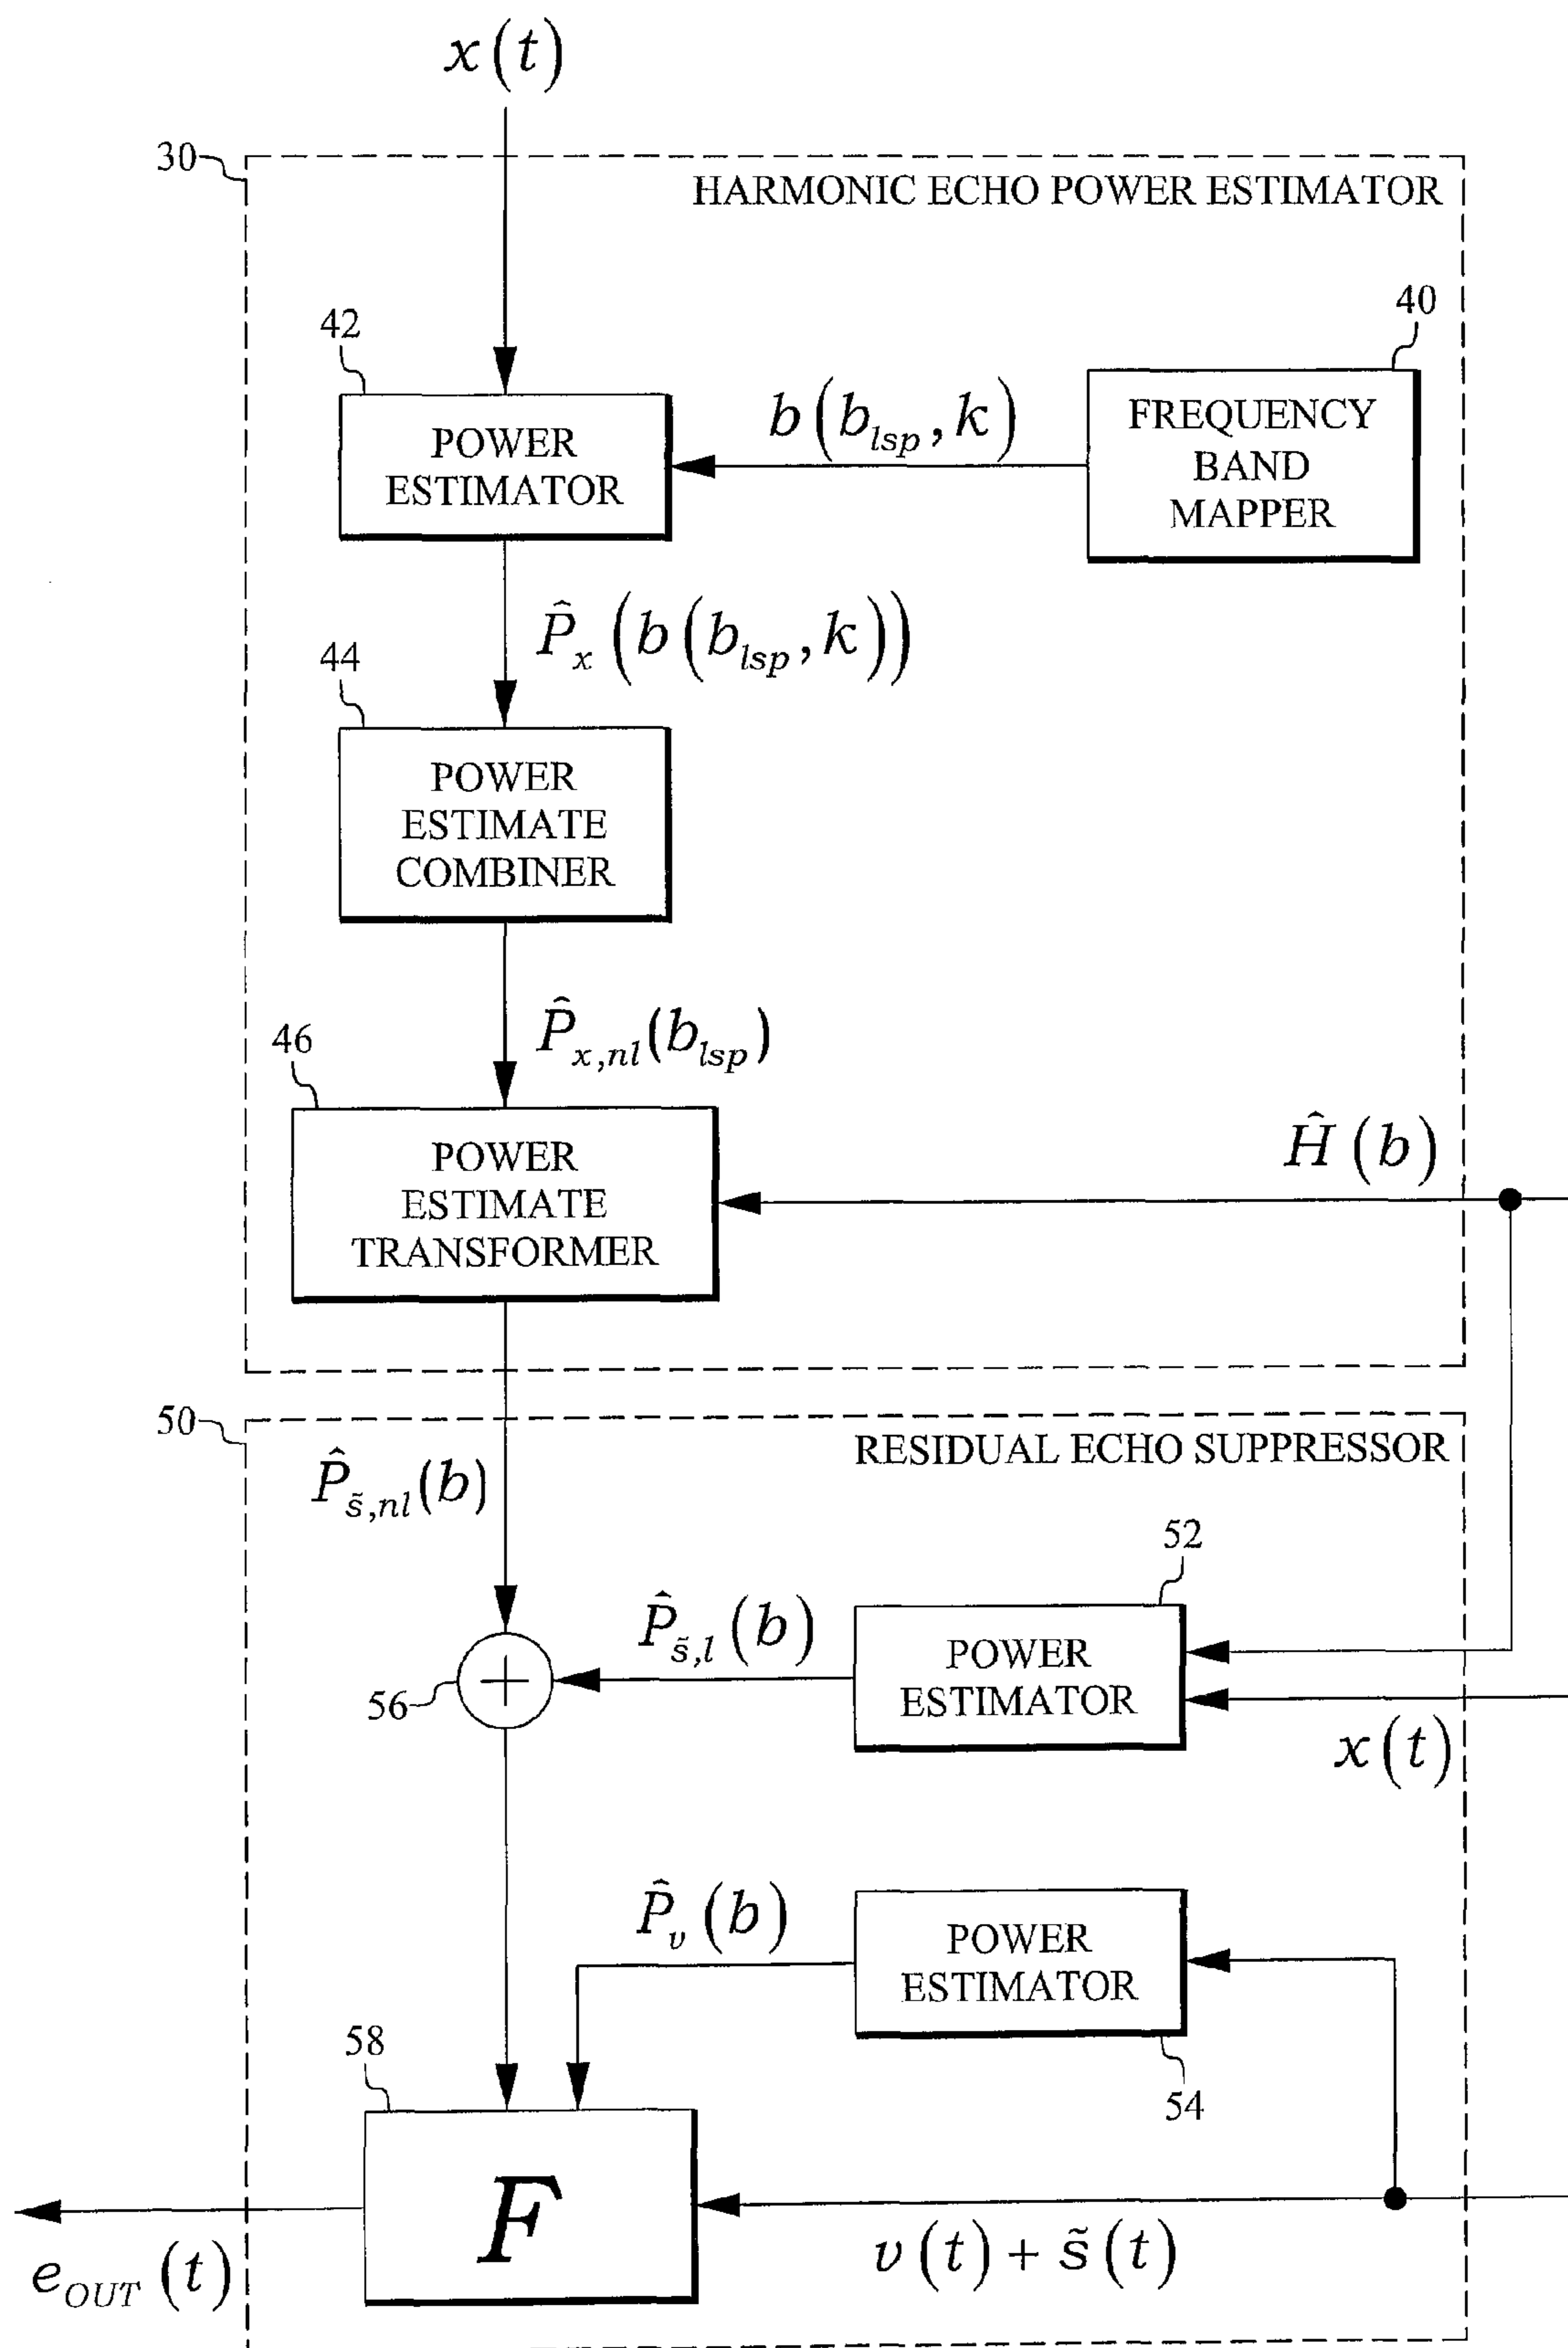 x(t)
30
HARMONIC ECHO POWER ESTIMATOR
40
42
b(b_lsp, k)
FREQUENCY
BAND
MAPPER
POWER
ESTIMATOR
P̂_x(b(b_lsp, k))
44
POWER
ESTIMATE
COMBINER
P̂_x,nl(b_lsp)
46
POWER
ESTIMATE
TRANSFORMER
Ĥ(b)
50
RESIDUAL ECHO SUPPRESSOR
P̂_s̃,nl(b)
52
P̂_s̃,l(b)
POWER
ESTIMATOR
+
56
x(t)
P̂_v(b)
POWER
ESTIMATOR
54
58
F
v(t) + s̃(t)
e_OUT(t)